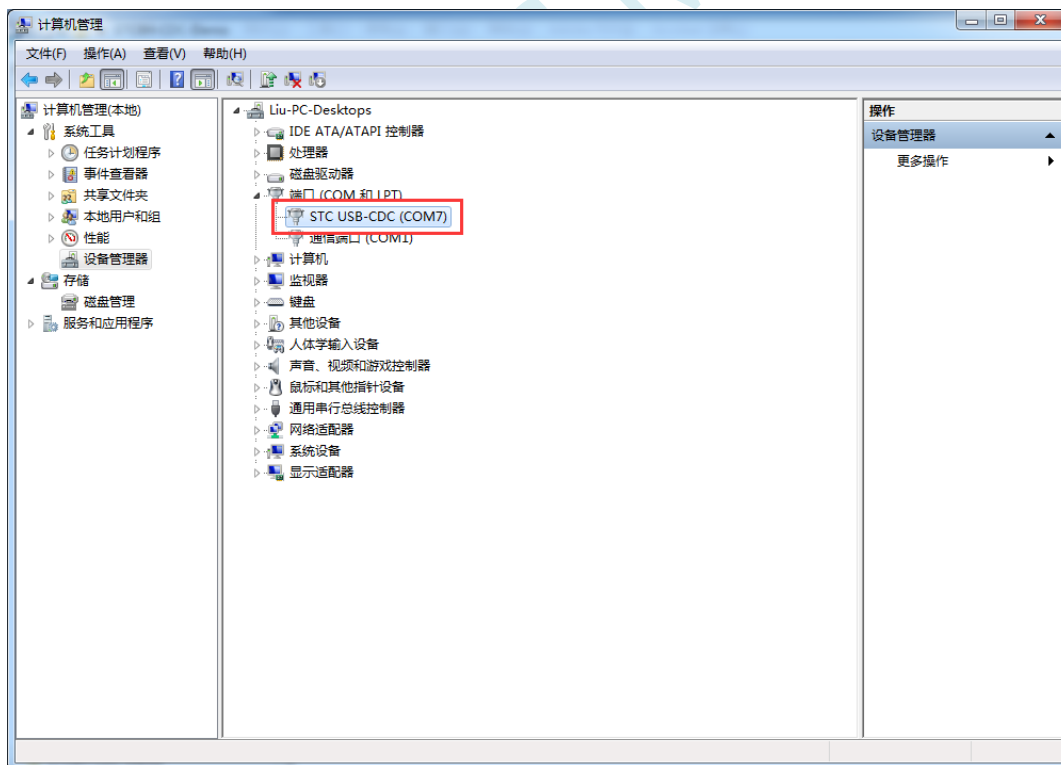 计算机管理
文件(F) 操作(A) 查看(V) 帮助(H)
计算机管理(本地)
系统工具
任务计划程序
事件查看器
共享文件夹
本地用户和组
性能
设备管理器
存储
磁盘管理
服务和应用程序
Liu-PC-Desktops
IDE ATA/ATAPI 控制器
处理器
磁盘驱动器
端口 (COM 和 LPT)
STC USB-CDC (COM7)
通信端口 (COM1)
计算机
监视器
键盘
其他设备
人体学输入设备
声音、视频和游戏控制器
鼠标和其他指针设备
通用串行总线控制器
网络适配器
系统设备
显示适配器
操作
设备管理器
更多操作